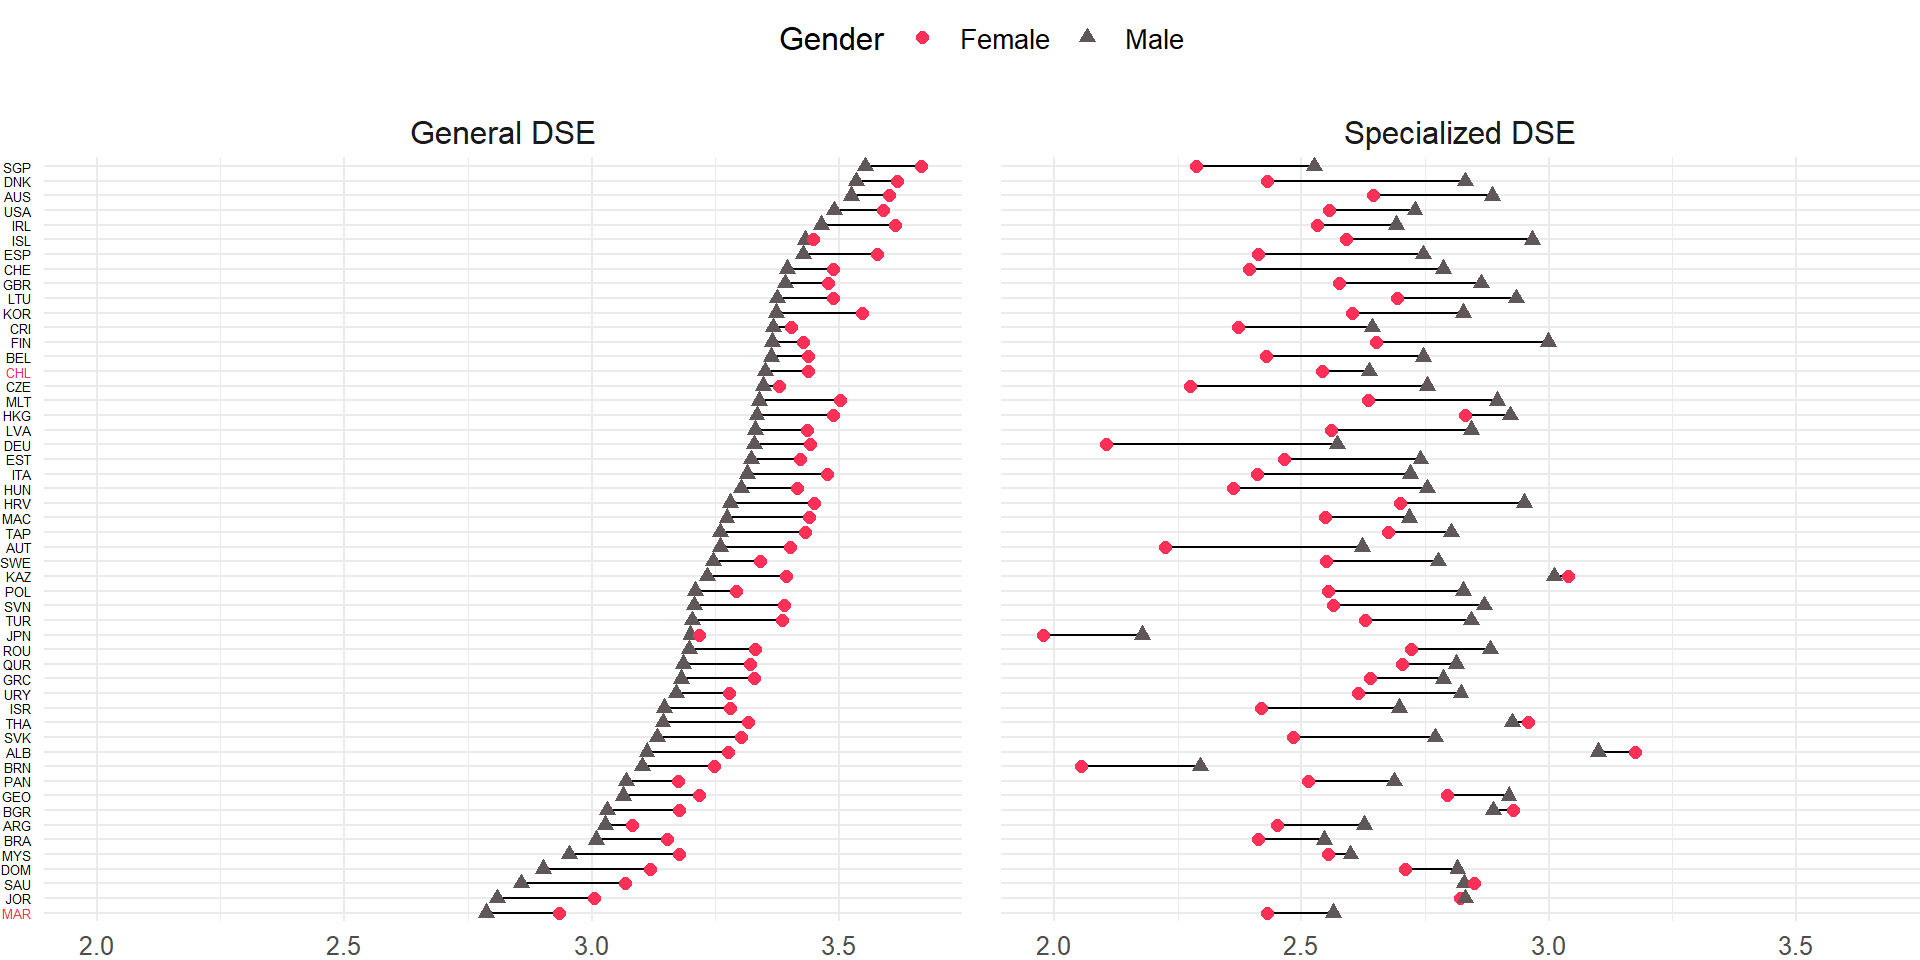 Gender Female Male
General DSE Specialized DSE
SGP
DNK
AUS
USA
IRL
ISL
ESP
CHE
GBR
LTU
KOR
CRI
FIN
BEL
CHL
CZE
MLT
HKG
LVA
DEU
EST
ITA
HUN
HRV
MAC
TAP
AUT
SWE
KAZ
POL
SVN
TUR
JPN
ROU
QUR
GRC
URY
ISR
THA
SVK
ALB
BRN
PAN
GEO
BGR
ARG
BRA
MYS
DOM
SAU
JOR
MAR
2.0 2.5 3.0 3.5 2.0 2.5 3.0 3.5